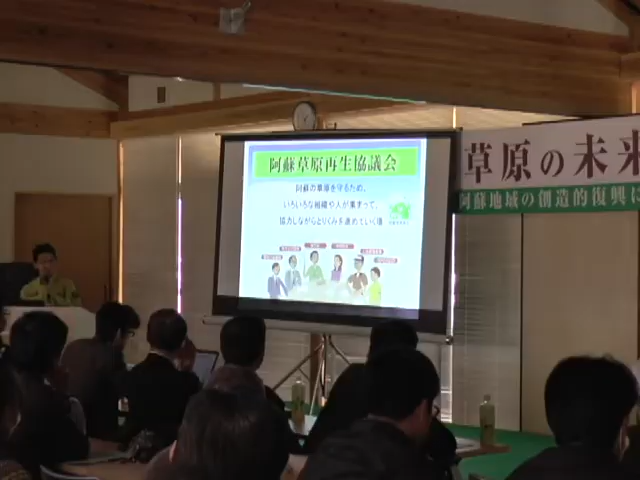 阿蘇草原再生協議会
阿蘇の草原を守るため、
いろいろな組織や人が集まって、
協力しながらとりくみを進めていく場
草原の未来
阿蘇地域の創造的復興に